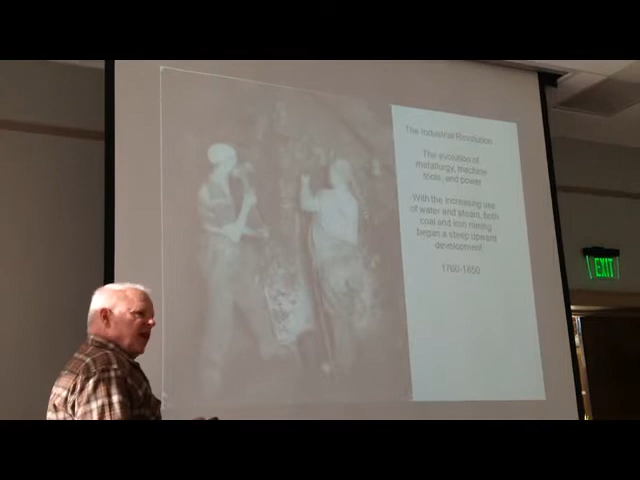 The Industrial Revolution
The evolution of
metallurgy, machine
tools, and power
With the increasing use
of water and steam, both
coal and iron mining
began a steep upward
development
1760-1850
EXIT